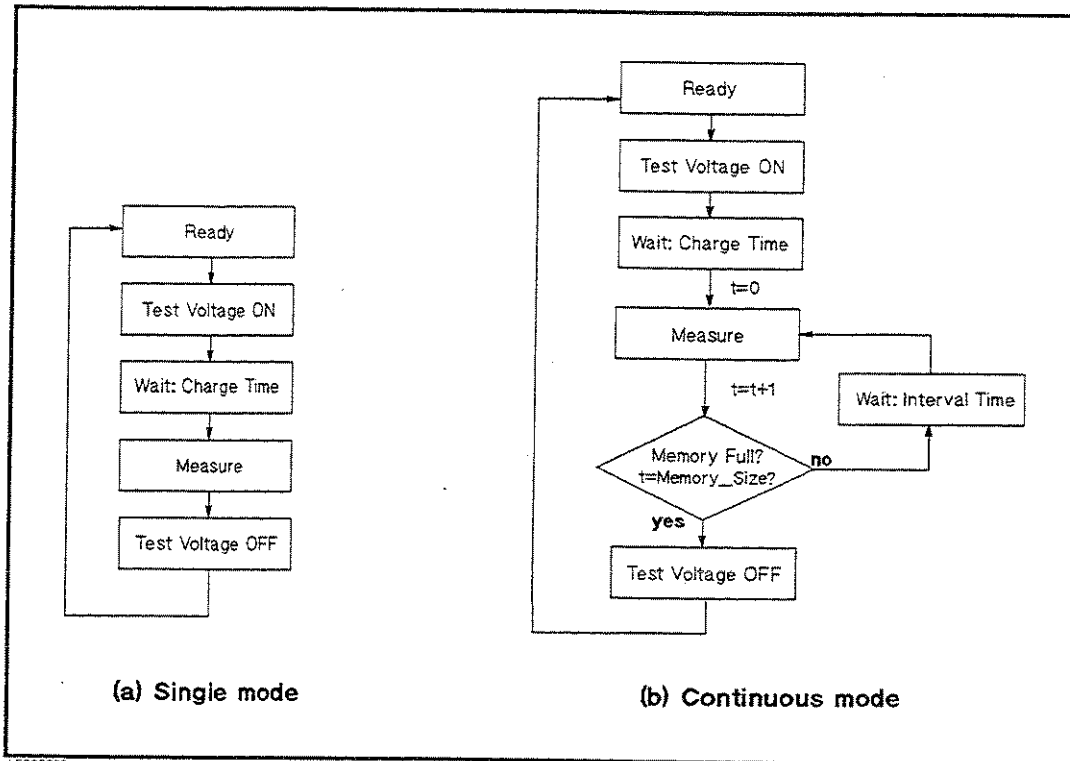 Ready
Test Voltage ON
Wait: Charge Time
Measure
Test Voltage OFF
(a) Single mode
Ready
Test Voltage ON
Wait: Charge Time
t=0
Measure
t=t+1
Wait: Interval Time
Memory Full?
t=Memory_Size?
no
yes
Test Voltage OFF
(b) Continuous mode